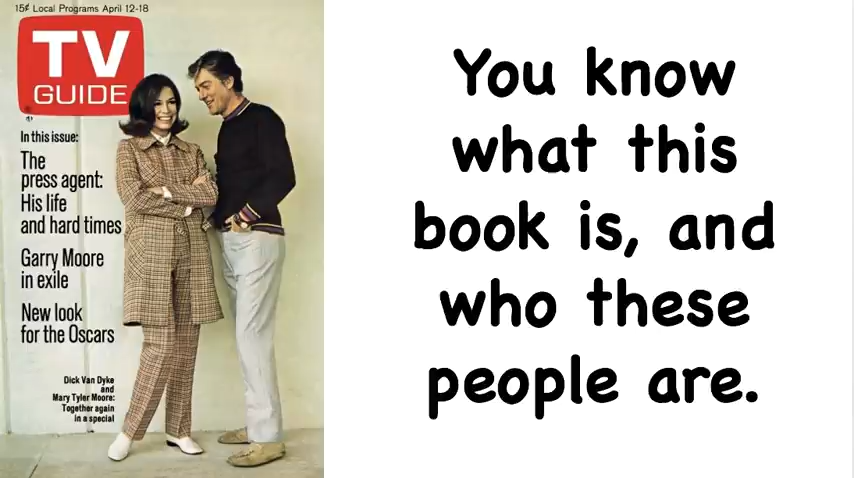 15¢ Local Programs April 12-18
TV
GUIDE
In this issue:
The
press agent:
His life
and hard times
Garry Moore
in exile
New look
for the Oscars
Dick Van Dyke
and
Mary Tyler Moore:
Together again
in a special
You know
what this
book is, and
who these
people are.